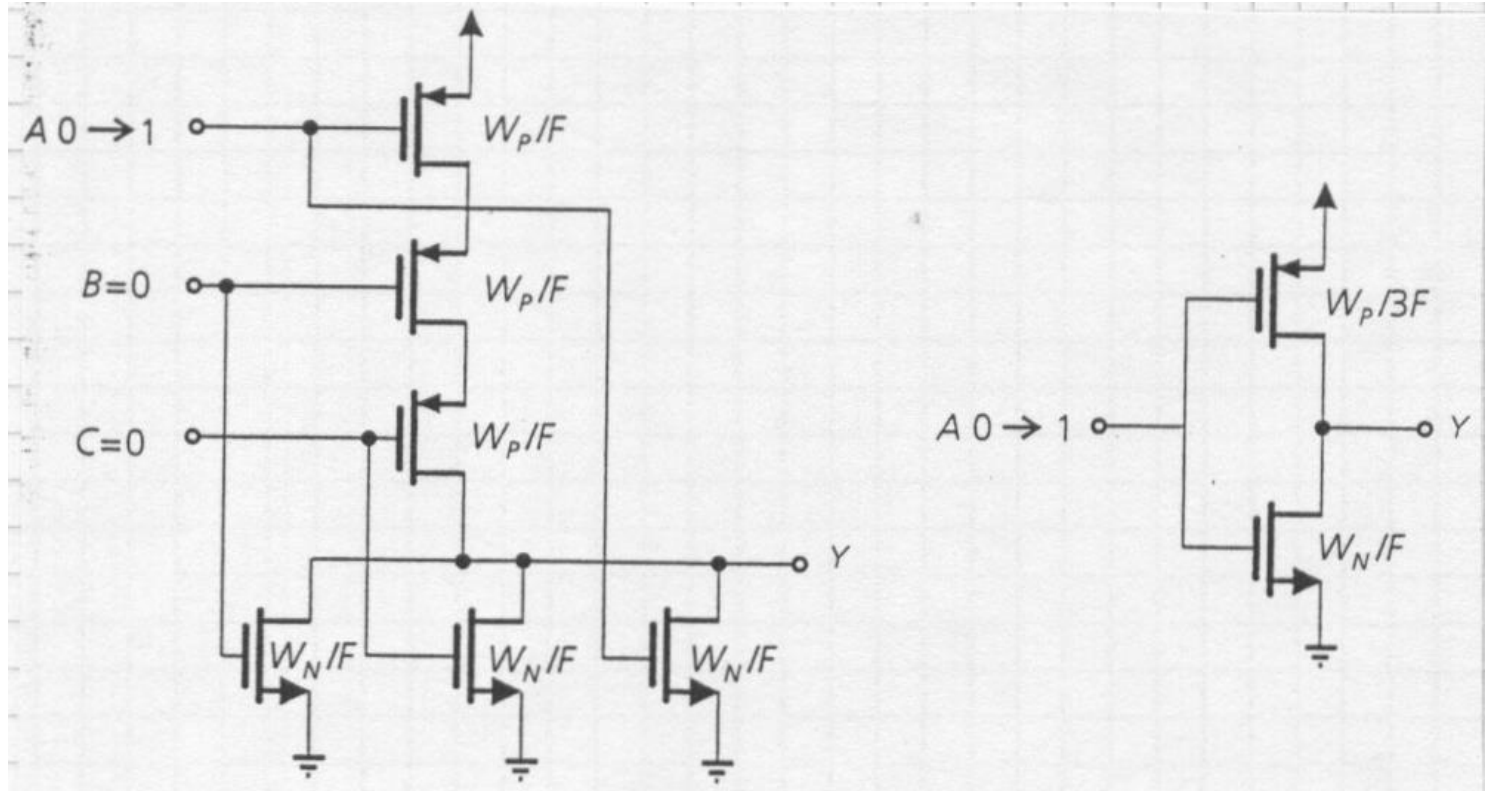 A 0 → 1
W_P/F
B=0
W_P/F
C=0
W_P/F
Y
W_N/F
W_N/F
W_N/F
W_P/3F
A 0 → 1
Y
W_N/F